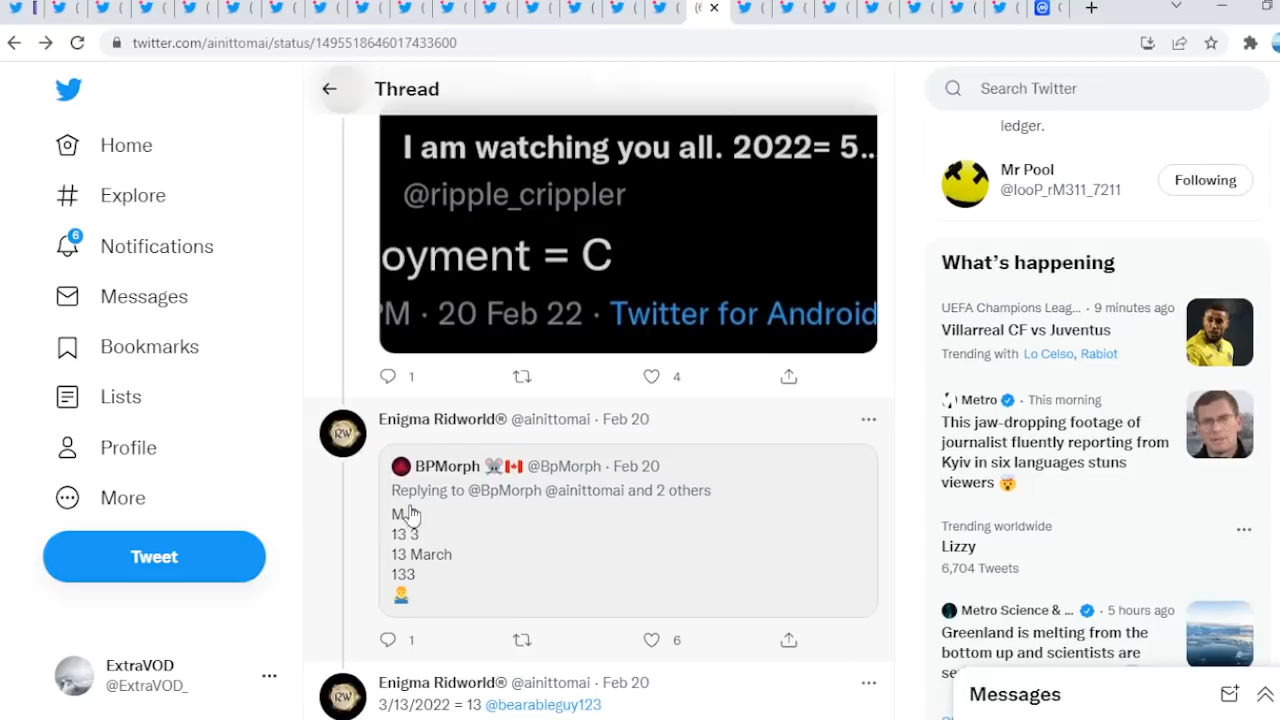 twitter.com/ainittomai/status/1495518646017433600
Thread
Search Twitter
Home
Explore
6
Notifications
Messages
Bookmarks
Lists
Profile
More
Tweet
ExtraVOD
@ExtraVOD_
I am watching you all. 2022= 5...
@ripple_crippler
oyment = C
PM · 20 Feb 22 · Twitter for Android
1
4
Enigma Ridworld® @ainittomai · Feb 20
BPMorph @BpMorph · Feb 20
Replying to @BpMorph @ainittomai and 2 others
13 3
13 March
133
1
6
Enigma Ridworld® @ainittomai · Feb 20
3/13/2022 = 13 @bearableguy123
ledger.
Mr Pool
@looP_rM311_7211
Following
What's happening
UEFA Champions Leag... · 9 minutes ago
Villarreal CF vs Juventus
Trending with Lo Celso, Rabiot
Metro · This morning
This jaw-dropping footage of
journalist fluently reporting from
Kyiv in six languages stuns
viewers 🤯
Trending worldwide
Lizzy
6,704 Tweets
Metro Science & ... · 5 hours ago
Greenland is melting from the
bottom up and scientists are
Messages